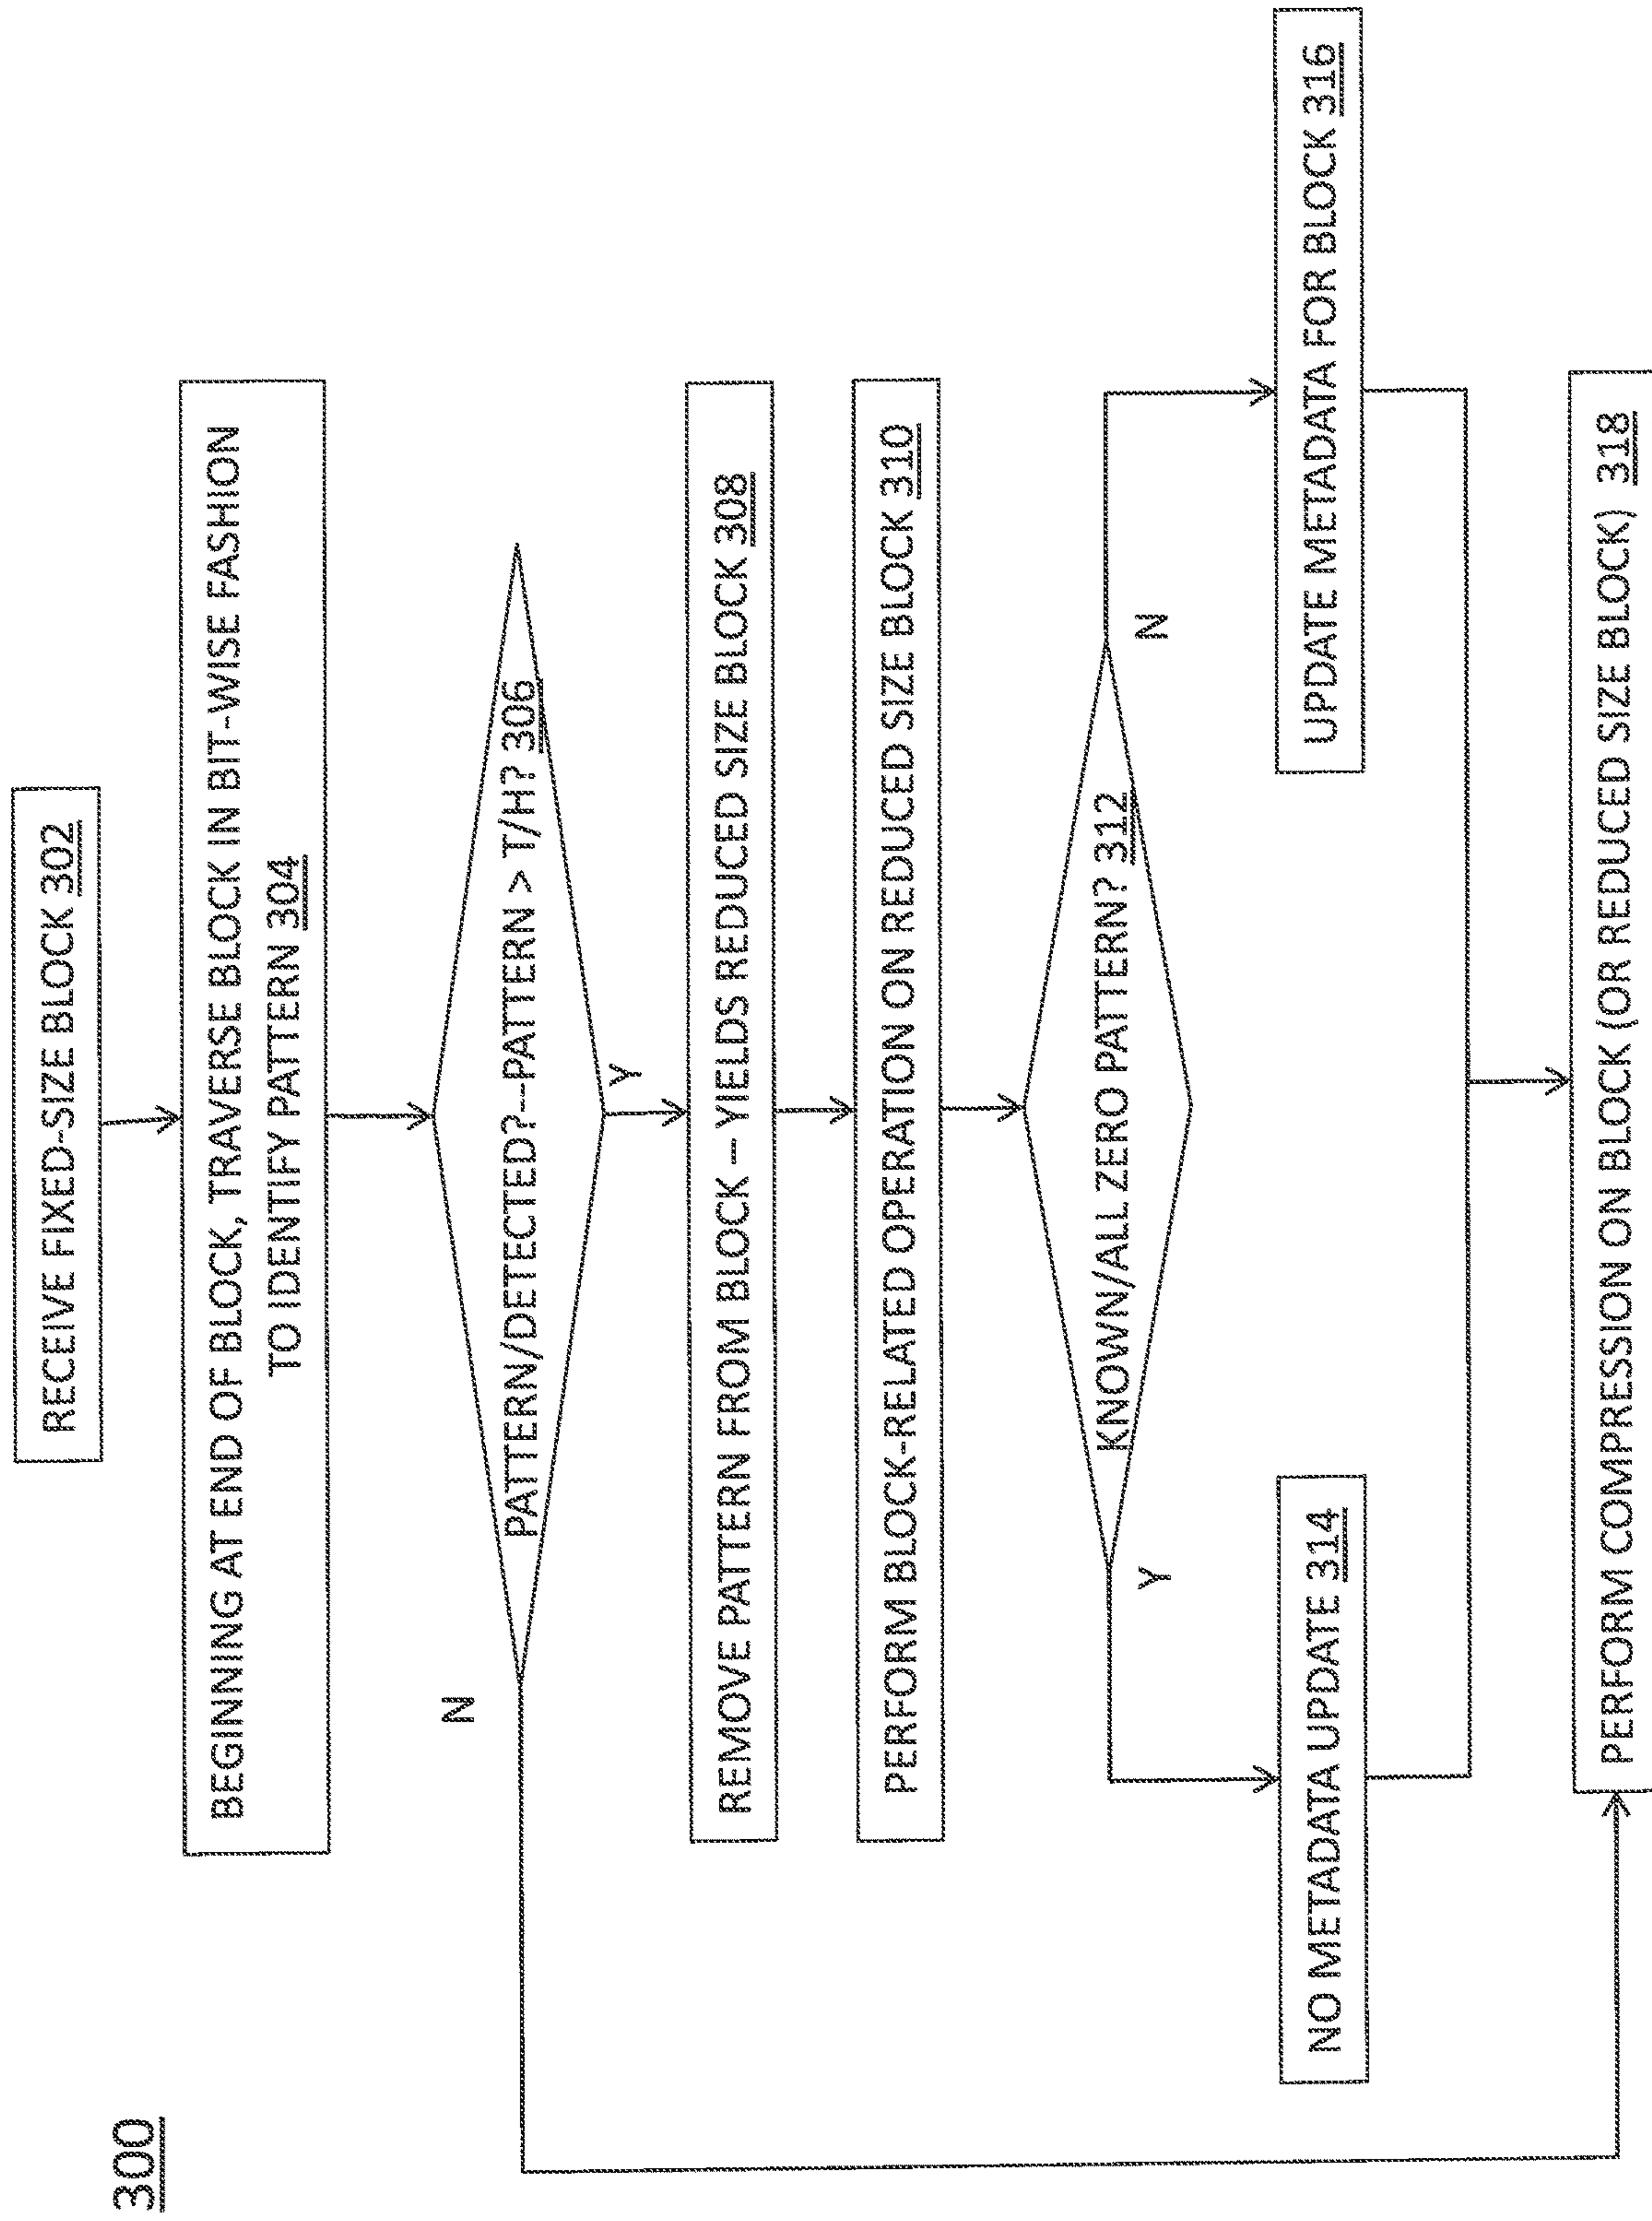 300
RECEIVE FIXED-SIZE BLOCK 302
BEGINNING AT END OF BLOCK, TRAVERSE BLOCK IN BIT-WISE FASHION
TO IDENTIFY PATTERN 304
PATTERN/DETECTED?--PATTERN > T/H? 306
N
Y
REMOVE PATTERN FROM BLOCK – YIELDS REDUCED SIZE BLOCK 308
PERFORM BLOCK-RELATED OPERATION ON REDUCED SIZE BLOCK 310
KNOWN/ALL ZERO PATTERN? 312
Y
N
NO METADATA UPDATE 314
UPDATE METADATA FOR BLOCK 316
PERFORM COMPRESSION ON BLOCK (OR REDUCED SIZE BLOCK) 318